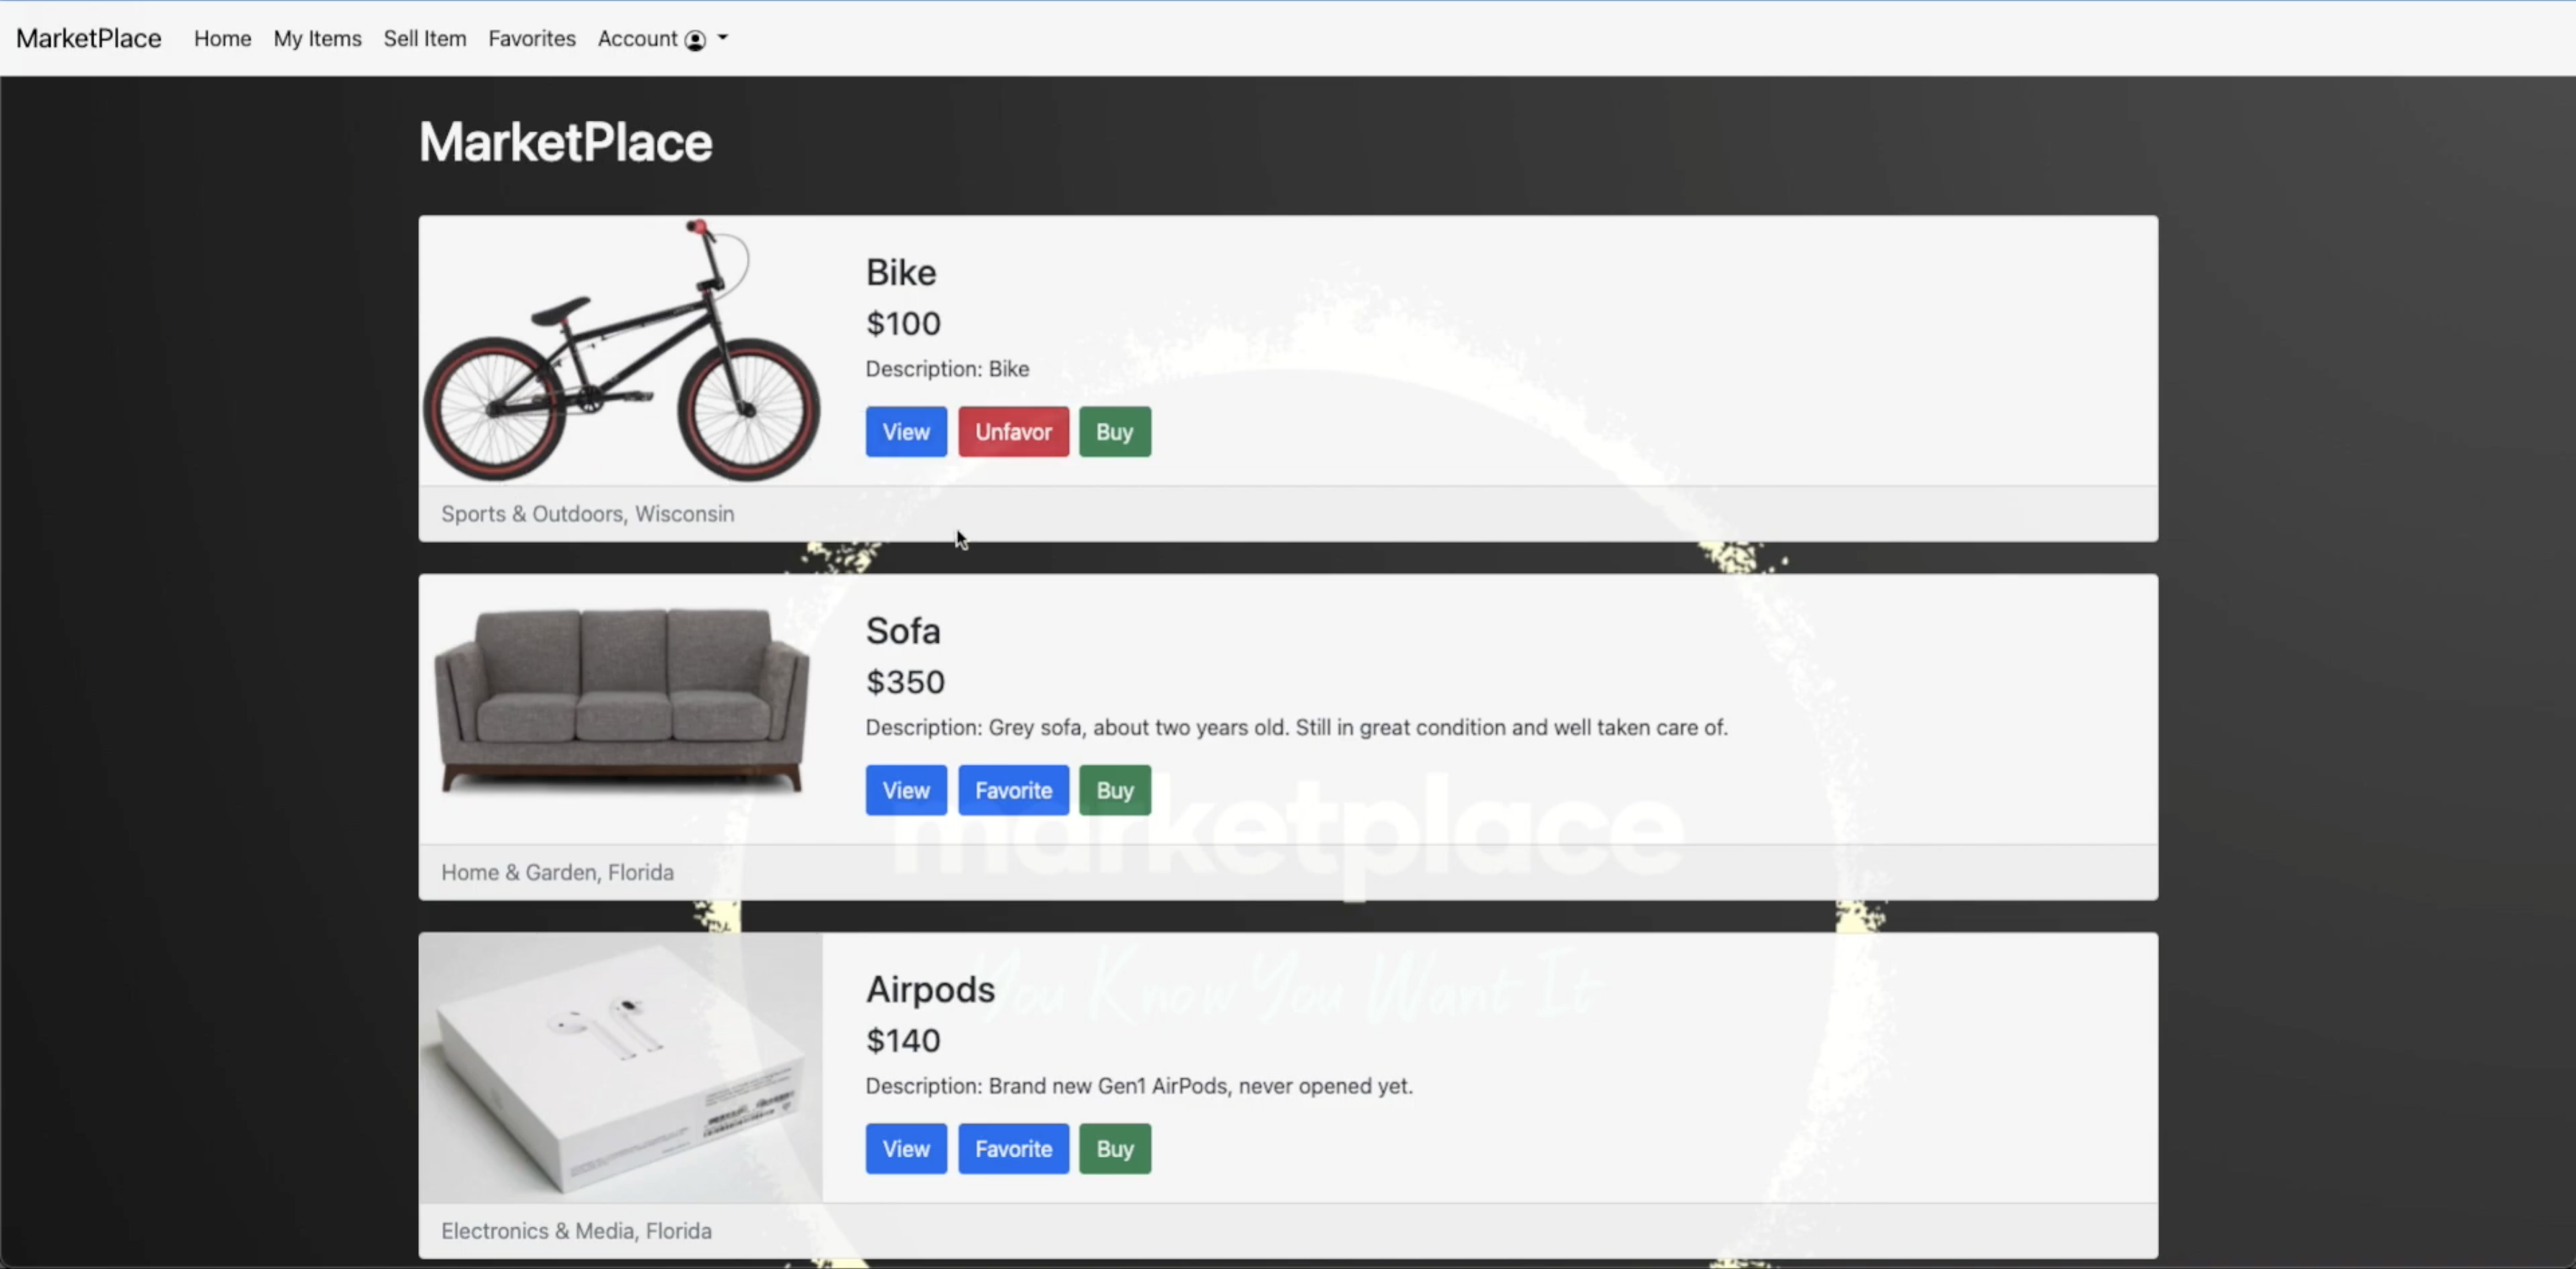 MarketPlace Home My Items Sell Item Favorites Account
MarketPlace
Bike
$100
Description: Bike
View Unfavor Buy
Sports & Outdoors, Wisconsin
Sofa
$350
Description: Grey sofa, about two years old. Still in great condition and well taken care of.
View Favorite Buy
marketplace
Home & Garden, Florida
Airpods
You Know You Want It
$140
Description: Brand new Gen1 AirPods, never opened yet.
View Favorite Buy
Electronics & Media, Florida